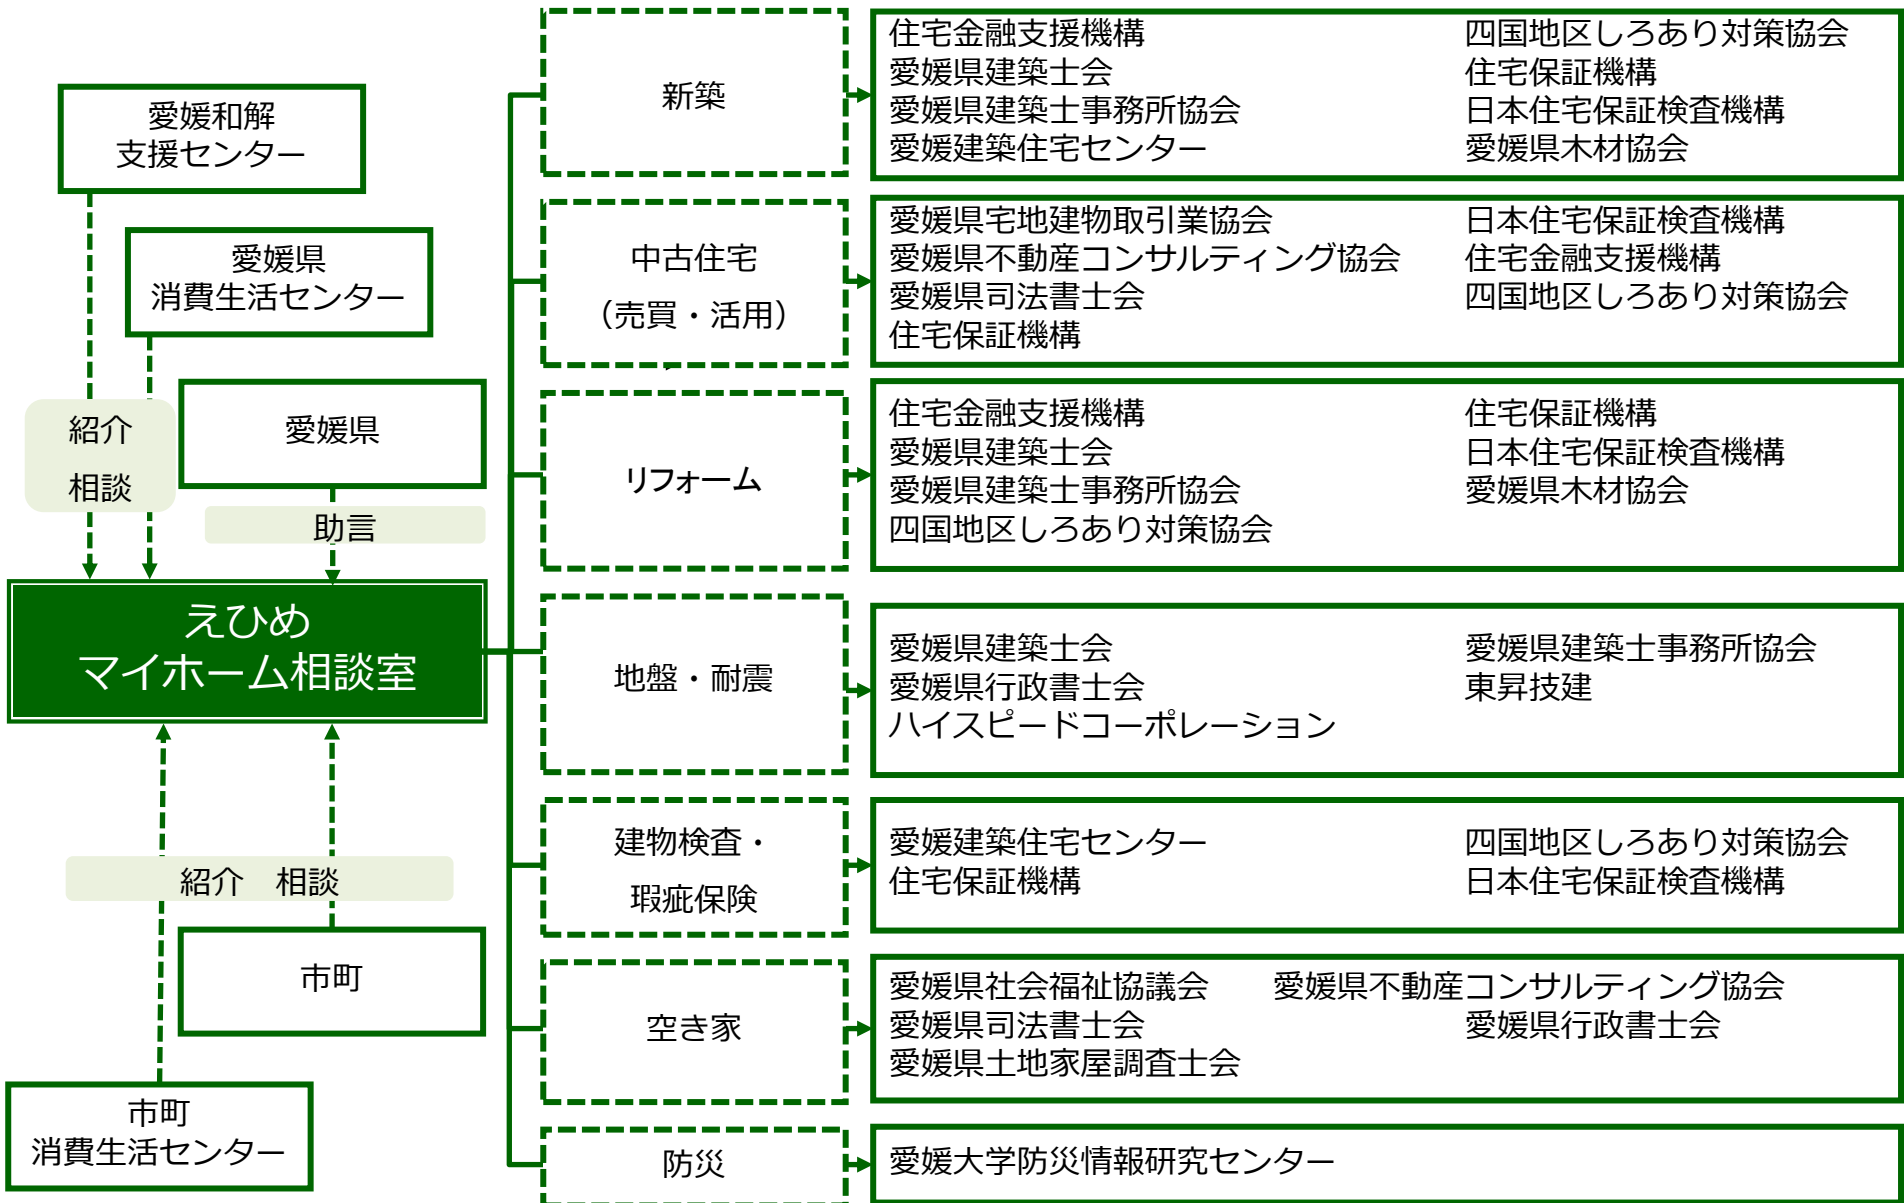 愛媛和解
支援センター
愛媛県
消費生活センター
愛媛県
紹介
相談
助言
えひめ
マイホーム相談室
紹介　相談
市町
市町
消費生活センター
新築
住宅金融支援機構　四国地区しろあり対策協会
愛媛県建築士会　住宅保証機構
愛媛県建築士事務所協会　日本住宅保証検査機構
愛媛建築住宅センター　愛媛県木材協会
中古住宅
（売買・活用）
愛媛県宅地建物取引業協会　日本住宅保証検査機構
愛媛県不動産コンサルティング協会　住宅金融支援機構
愛媛県司法書士会　四国地区しろあり対策協会
住宅保証機構
リフォーム
住宅金融支援機構　住宅保証機構
愛媛県建築士会　日本住宅保証検査機構
愛媛県建築士事務所協会　愛媛県木材協会
四国地区しろあり対策協会
地盤・耐震
愛媛県建築士会　愛媛県建築士事務所協会
愛媛県行政書士会　東昇技建
ハイスピードコーポレーション
建物検査・
瑕疵保険
愛媛建築住宅センター　四国地区しろあり対策協会
住宅保証機構　日本住宅保証検査機構
空き家
愛媛県社会福祉協議会　愛媛県不動産コンサルティング協会
愛媛県司法書士会　愛媛県行政書士会
愛媛県土地家屋調査士会
防災
愛媛大学防災情報研究センター